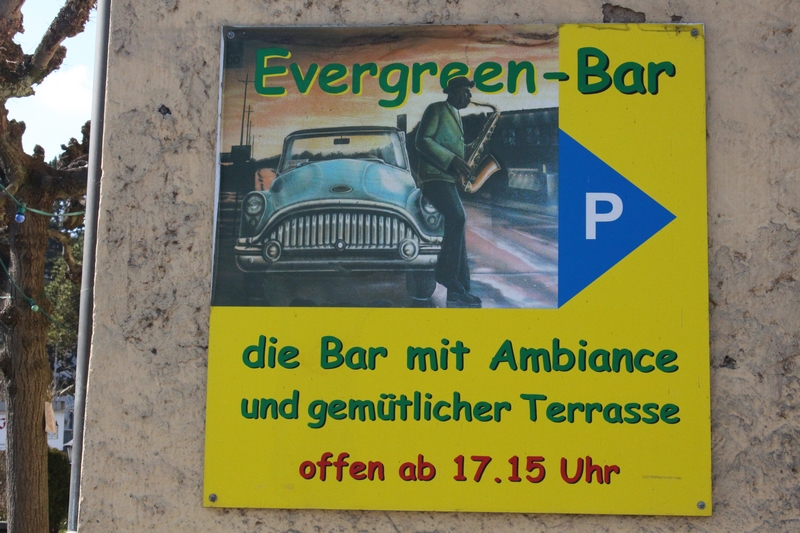 Evergreen-Bar
P
die Bar mit Ambiance
und gemütlicher Terrasse
offen ab 17.15 Uhr